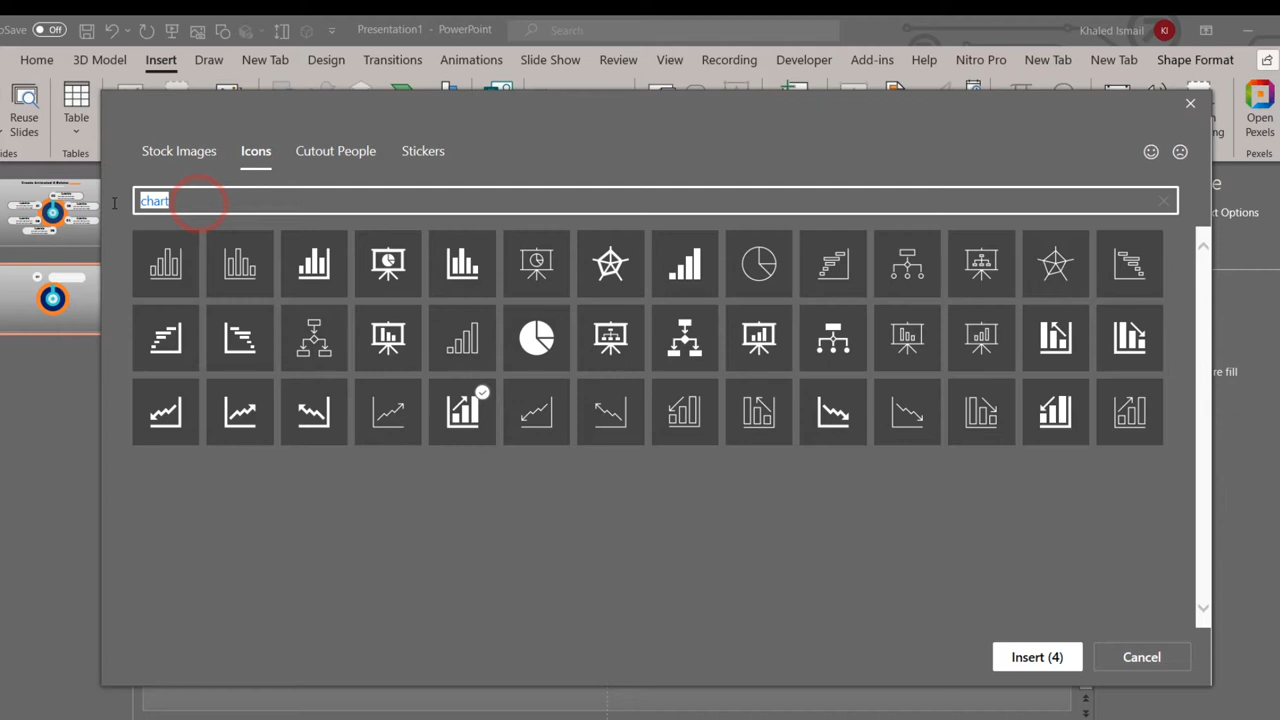 oSave Off Presentation1 - PowerPoint Search Khaled Ismail KI
Home 3D Model Insert Draw New Tab Design Transitions Animations Slide Show Review View Recording Developer Add-ins Help Nitro Pro New Tab New Tab Shape Format
Reuse Table Open
Slides Pexels
lides Tables Pexels
Stock Images Icons Cutout People Stickers
chart
t Options
re fill
Insert (4) Cancel